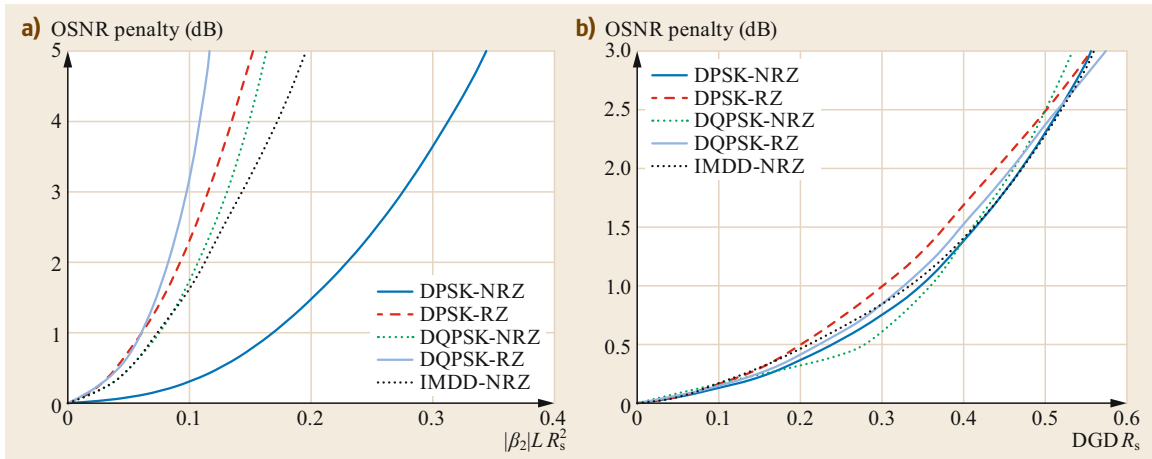 a) OSNR penalty (dB)
5
4
3
2
1
0
0
0.1
0.2
0.3
0.4
|β₂|L R_s²
DPSK-NRZ
DPSK-RZ
DQPSK-NRZ
DQPSK-RZ
IMDD-NRZ
b) OSNR penalty (dB)
3.0
2.5
2.0
1.5
1.0
0.5
0.0
0
0.1
0.2
0.3
0.4
0.5
0.6
DGD R_s
DPSK-NRZ
DPSK-RZ
DQPSK-NRZ
DQPSK-RZ
IMDD-NRZ